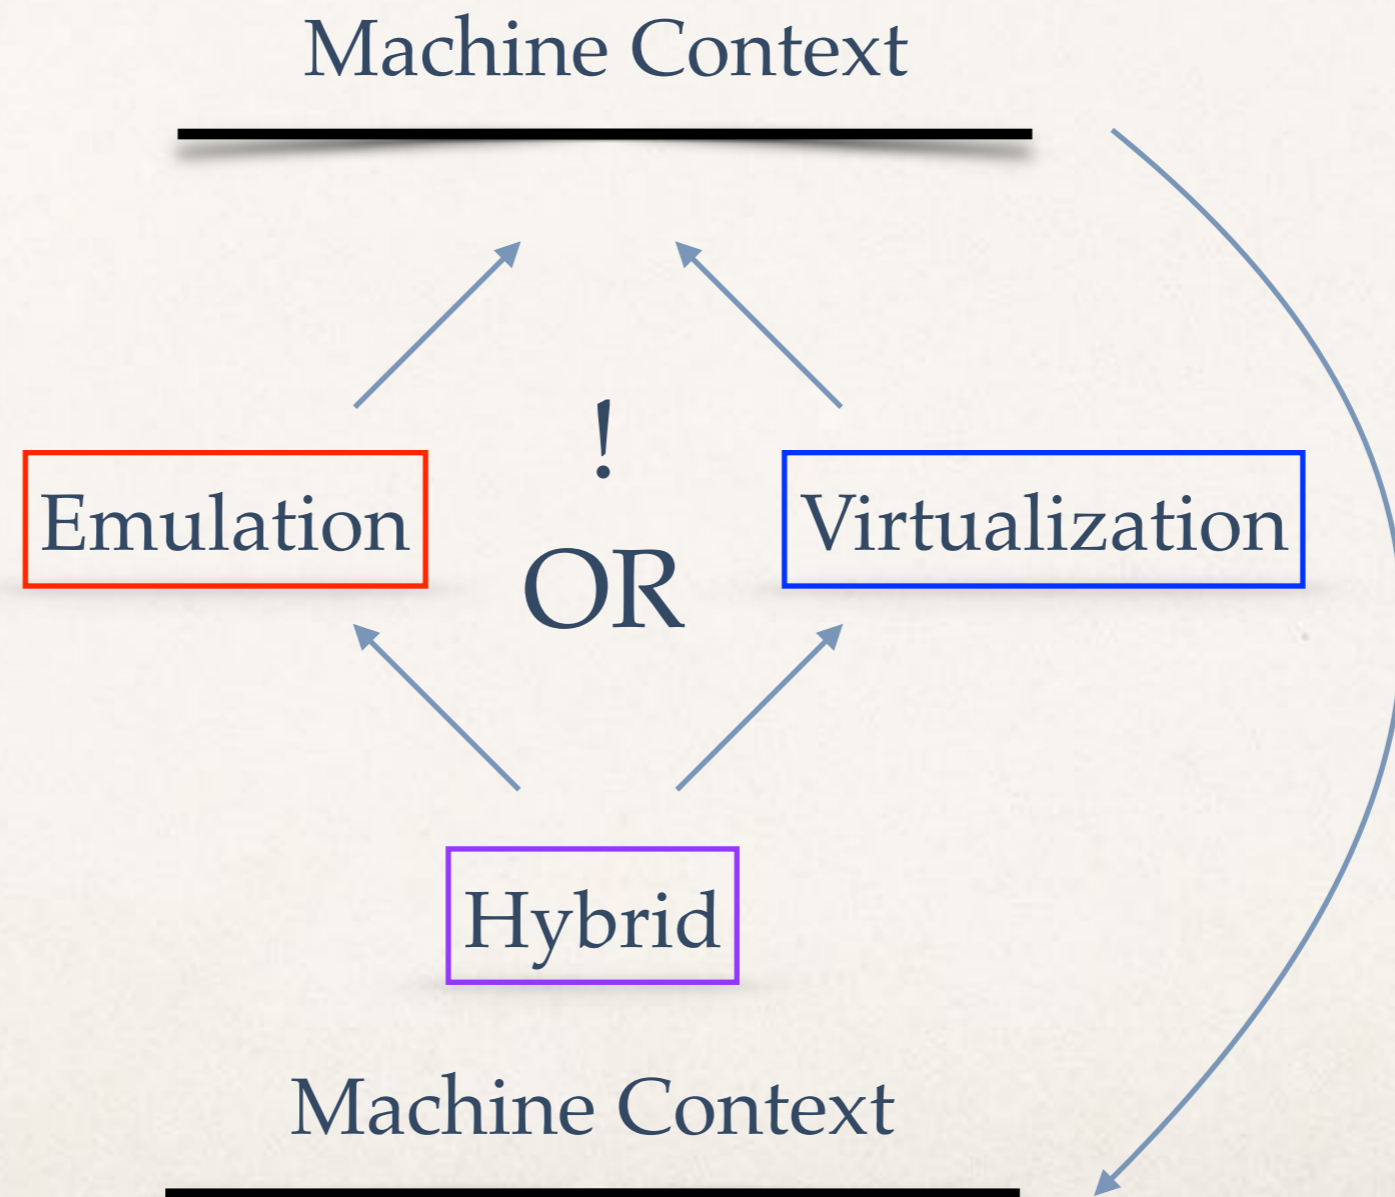 Machine Context
!
Emulation
OR
Virtualization
Hybrid
Machine Context